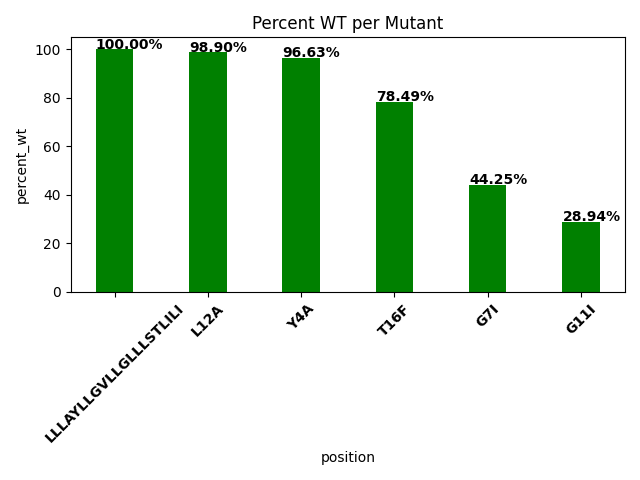 Percent WT per Mutant
100.00%
98.90%
96.63%
78.49%
44.25%
28.94%
100
80
60
40
20
0
percent_wt
LLLAYLLGVLLGLLLSTLILI
L12A
Y4A
T16F
G7I
G11I
position